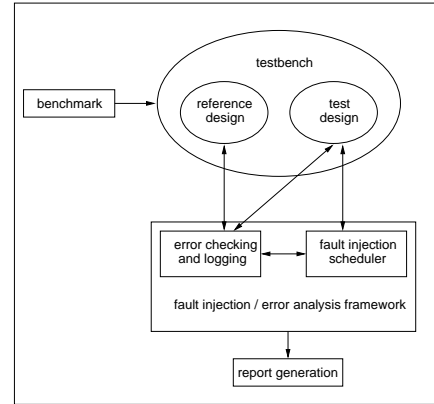 testbench
benchmark
reference
design
test
design
error checking
and logging
fault injection
scheduler
fault injection / error analysis framework
report generation